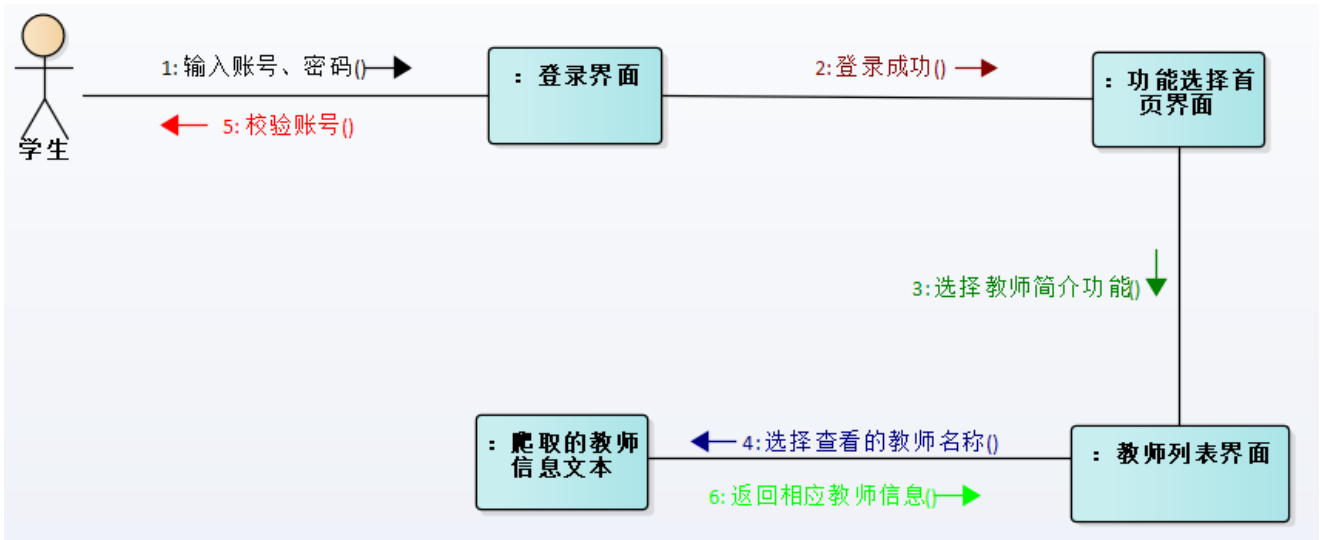 1: 输入账号、密码()
2: 登录成功()
: 登录界面
: 功能选择首
页界面
5: 校验账号()
学生
3: 选择教师简介功能()
: 爬取的教师
信息文本
4: 选择查看的教师名称()
: 教师列表界面
6: 返回相应教师信息()